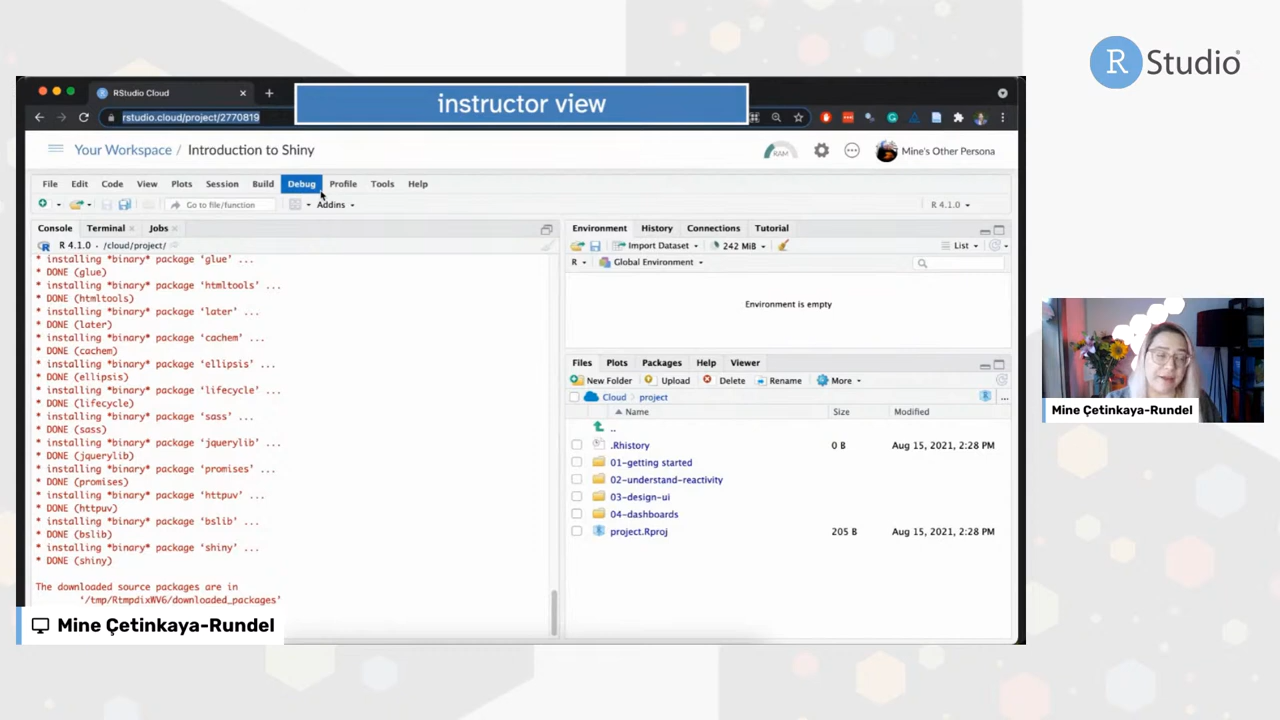 R Studio
RStudio Cloud
instructor view
rstudio.cloud/project/2770819
Your Workspace / Introduction to Shiny
RAM
Mine's Other Persona
File Edit Code View Plots Session Build Debug Profile Tools Help
Go to file/function
Addins
R 4.1.0
Console Terminal Jobs
R 4.1.0 · /cloud/project/
* installing *binary* package ‘glue’ ...
* DONE (glue)
* installing *binary* package ‘htmltools’ ...
* DONE (htmltools)
* installing *binary* package ‘later’ ...
* DONE (later)
* installing *binary* package ‘cachem’ ...
* DONE (cachem)
* installing *binary* package ‘ellipsis’ ...
* DONE (ellipsis)
* installing *binary* package ‘lifecycle’ ...
* DONE (lifecycle)
* installing *binary* package ‘sass’ ...
* DONE (sass)
* installing *binary* package ‘jquerylib’ ...
* DONE (jquerylib)
* installing *binary* package ‘promises’ ...
* DONE (promises)
* installing *binary* package ‘httpuv’ ...
* DONE (httpuv)
* installing *binary* package ‘bslib’ ...
* DONE (bslib)
* installing *binary* package ‘shiny’ ...
* DONE (shiny)
The downloaded source packages are in
‘/tmp/RtmpdixWV6/downloaded_packages’
Environment History Connections Tutorial
Import Dataset 242 MiB List
R Global Environment
Environment is empty
Files Plots Packages Help Viewer
New Folder Upload Delete Rename More
Cloud project ...
Name Size Modified
..
.Rhistory 0 B Aug 15, 2021, 2:28 PM
01-getting started
02-understand-reactivity
03-design-ui
04-dashboards
project.Rproj 205 B Aug 15, 2021, 2:28 PM
Mine Çetinkaya-Rundel
Mine Çetinkaya-Rundel